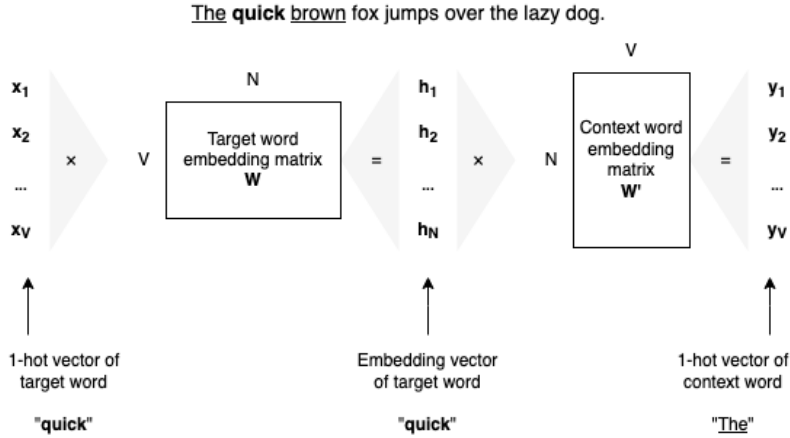 The quick brown fox jumps over the lazy dog.
V
N
x1
h1
y1
x2
Target word
embedding matrix
W
h2
Context word
embedding
matrix
W'
y2
×
V
=
×
N
=
...
...
...
xV
hN
yV
1-hot vector of
target word
Embedding vector
of target word
1-hot vector of
context word
"quick"
"quick"
"The"